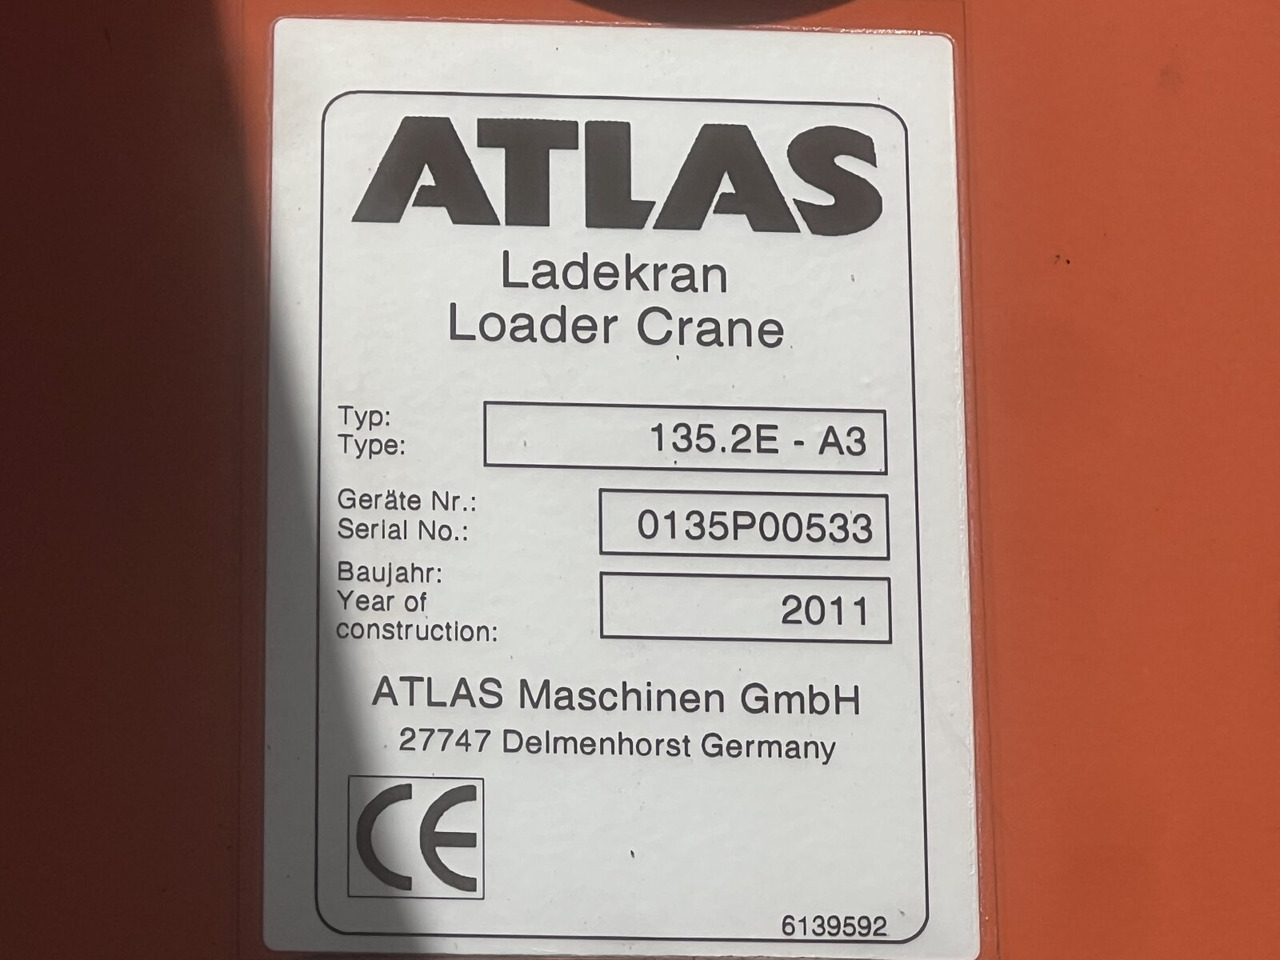 ATLAS
Ladekran
Loader Crane
Typ:
Type:
135.2E - A3
Geräte Nr.:
Serial No.:
0135P00533
Baujahr:
Year of
construction:
2011
ATLAS Maschinen GmbH
27747 Delmenhorst Germany
CE
6139592